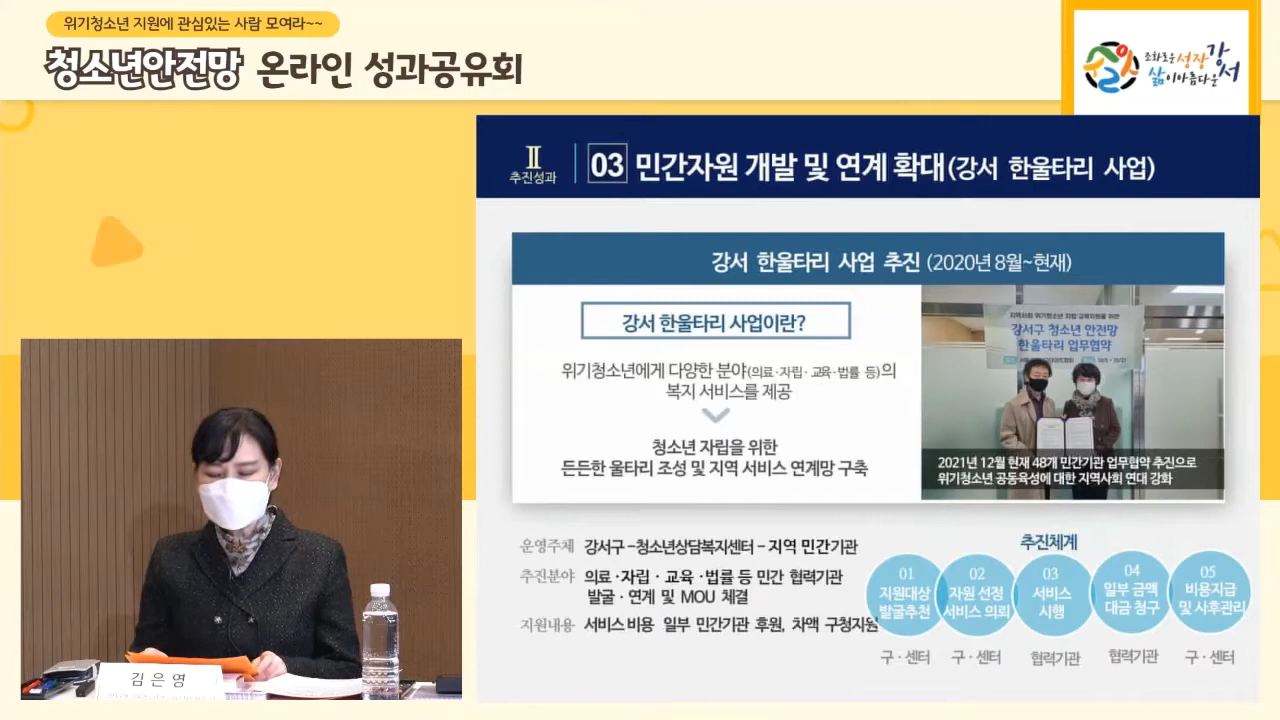 위기청소년 지원에 관심있는 사람 모여라~~
청소년안전망 온라인 성과공유회
조화로운 성장 강서
삶이 아름다운
Ⅱ
추진성과
03 민간자원 개발 및 연계 확대(강서 한울타리 사업)
강서 한울타리 사업 추진 (2020년 8월~현재)
강서 한울타리 사업이란?
위기청소년에게 다양한 분야(의료·자립·교육·법률 등)의
복지 서비스를 제공
청소년 자립을 위한
든든한 울타리 조성 및 지역 서비스 연계망 구축
지역사회 위기청소년 자립 교육지원을 위한
강서구 청소년 안전망
한울타리 업무협약
2021년 12월 현재 48개 민간기관 업무협약 추진으로
위기청소년 공동육성에 대한 지역사회 연대 강화
운영주체 강서구 -청소년상담복지센터 - 지역 민간기관
추진분야 의료·자립·교육·법률 등 민간 협력기관
발굴·연계 및 MOU 체결
지원내용 서비스 비용 일부 민간기관 후원, 차액 구청지원
추진체계
01
지원대상
발굴추천
구·센터
02
자원 선정
서비스 의뢰
구·센터
03
서비스
시행
협력기관
04
일부 금액
대금 청구
협력기관
05
비용지급
및 사후관리
구·센터
김은영